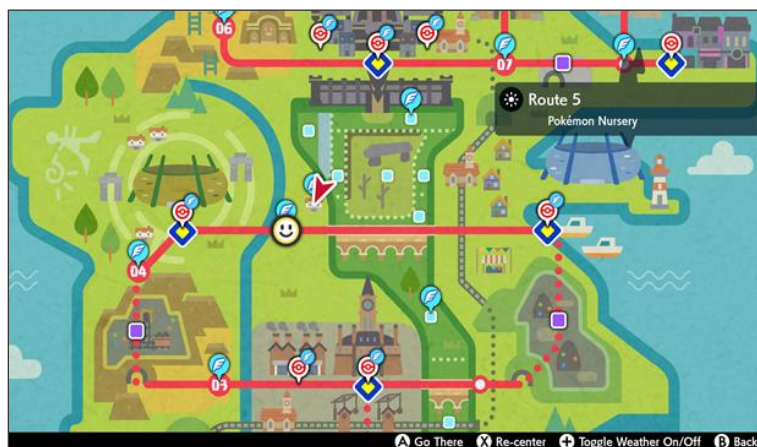 06
07
Route 5
Pokémon Nursery
04
03
A Go There X Re-center + Toggle Weather On/Off B Back